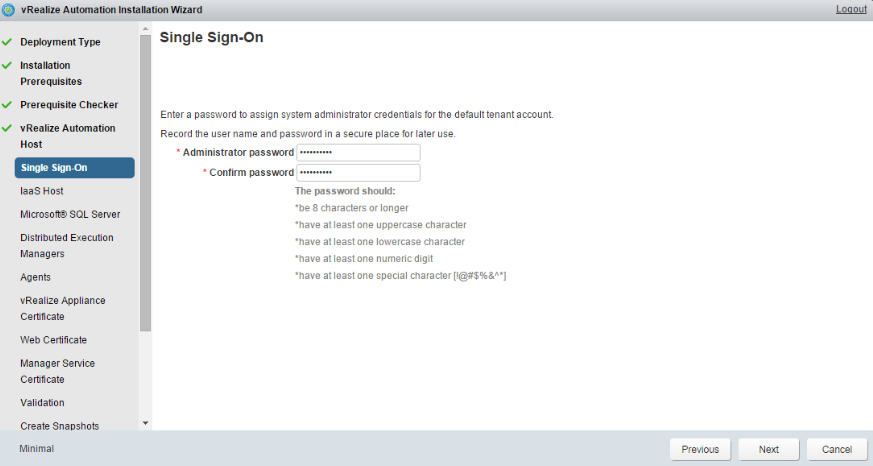 vRealize Automation Installation Wizard
Logout
Deployment Type
Installation
Prerequisites
Prerequisite Checker
vRealize Automation
Host
Single Sign-On
IaaS Host
Microsoft® SQL Server
Distributed Execution
Managers
Agents
vRealize Appliance
Certificate
Web Certificate
Manager Service
Certificate
Validation
Create Snapshots
Single Sign-On
Enter a password to assign system administrator credentials for the default tenant account.
Record the user name and password in a secure place for later use.
* Administrator password ••••••••••
* Confirm password ••••••••••
The password should:
*be 8 characters or longer
*have at least one uppercase character
*have at least one lowercase character
*have at least one numeric digit
*have at least one special character [!@#$%&^*]
Minimal
Previous
Next
Cancel